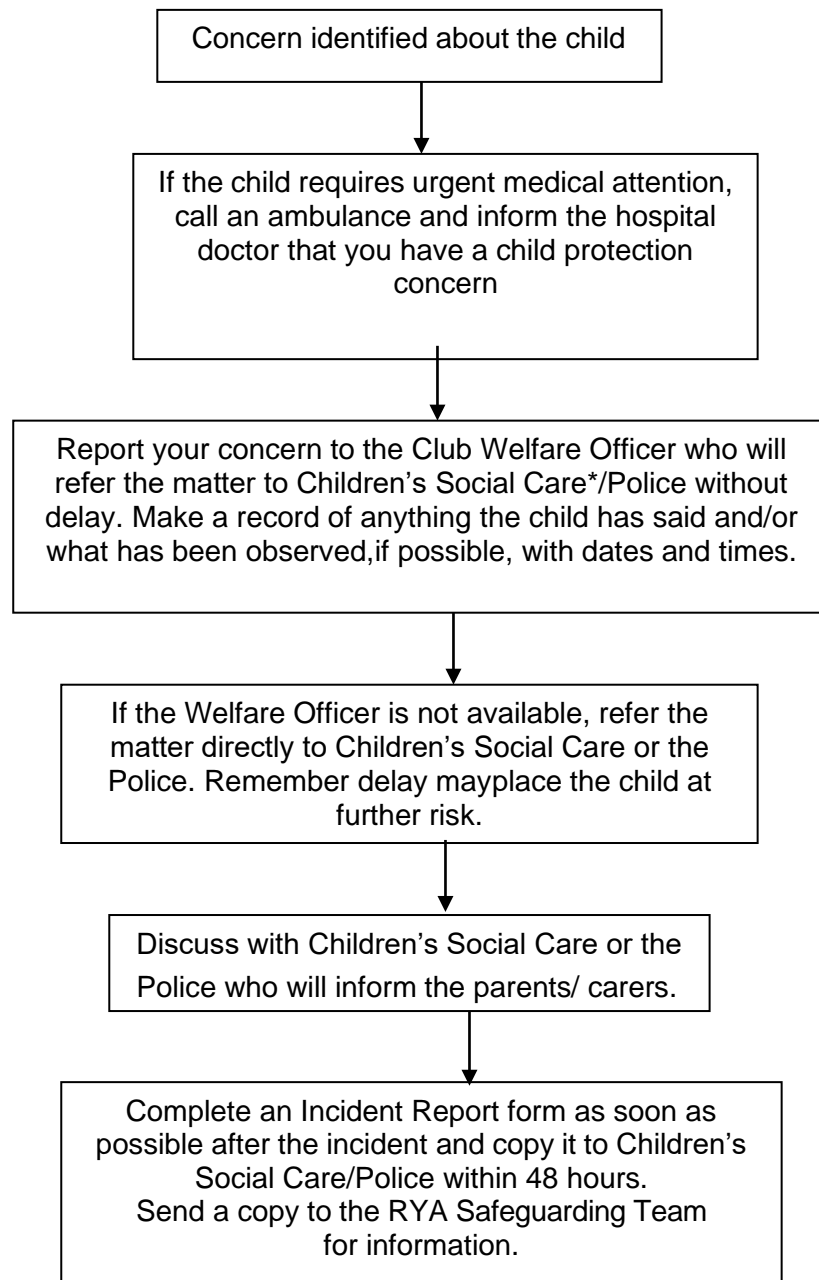 Concern identified about the child
If the child requires urgent medical attention,
call an ambulance and inform the hospital
doctor that you have a child protection
concern
Report your concern to the Club Welfare Officer who will
refer the matter to Children’s Social Care*/Police without
delay. Make a record of anything the child has said and/or
what has been observed,if possible, with dates and times.
If the Welfare Officer is not available, refer the
matter directly to Children’s Social Care or the
Police. Remember delay mayplace the child at
further risk.
Discuss with Children’s Social Care or the
Police who will inform the parents/ carers.
Complete an Incident Report form as soon as
possible after the incident and copy it to Children’s
Social Care/Police within 48 hours.
Send a copy to the RYA Safeguarding Team
for information.